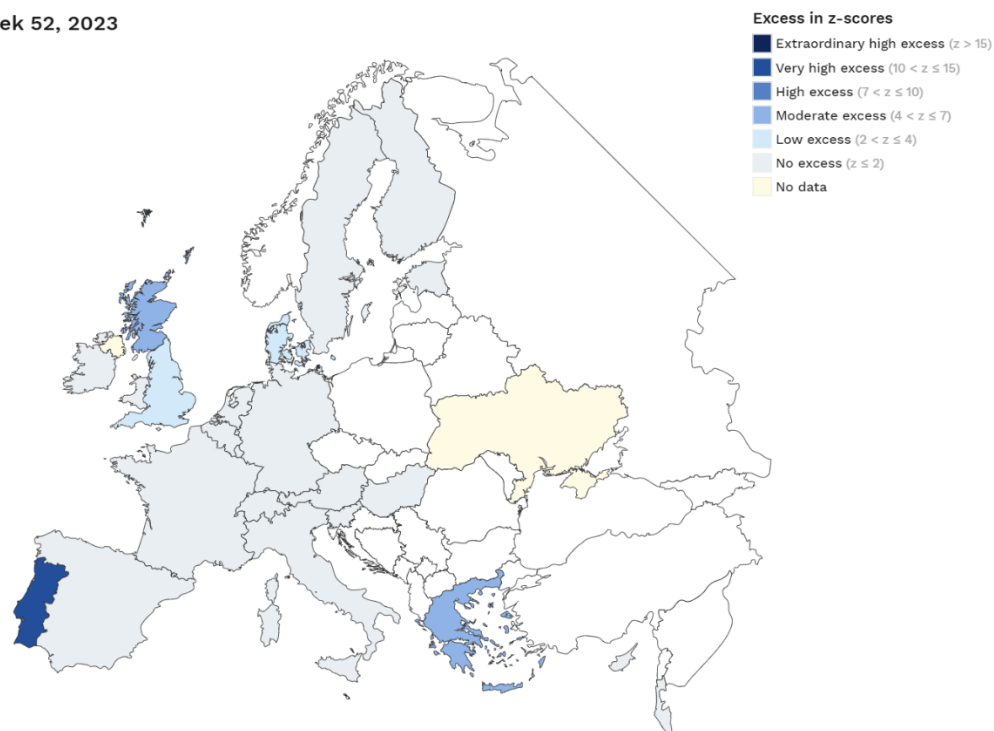 ek 52, 2023
Excess in z-scores
Extraordinary high excess (z > 15)
Very high excess (10 < z ≤ 15)
High excess (7 < z ≤ 10)
Moderate excess (4 < z ≤ 7)
Low excess (2 < z ≤ 4)
No excess (z ≤ 2)
No data